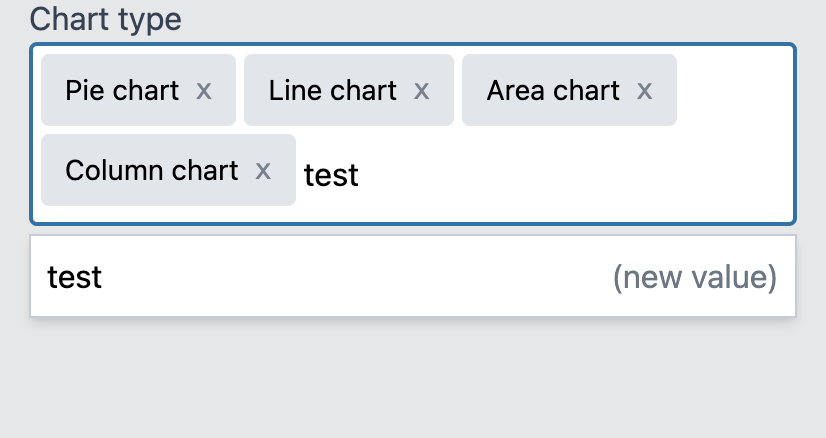 Chart type
Pie chart x Line chart x Area chart x
Column chart x test
test (new value)